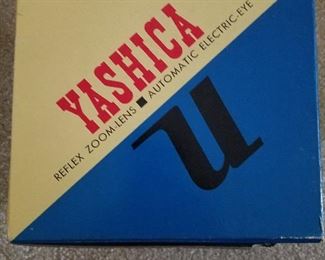 YASHICA
REFLEX ZOOM-LENS ■ AUTOMATIC ELECTRIC-EYE
U